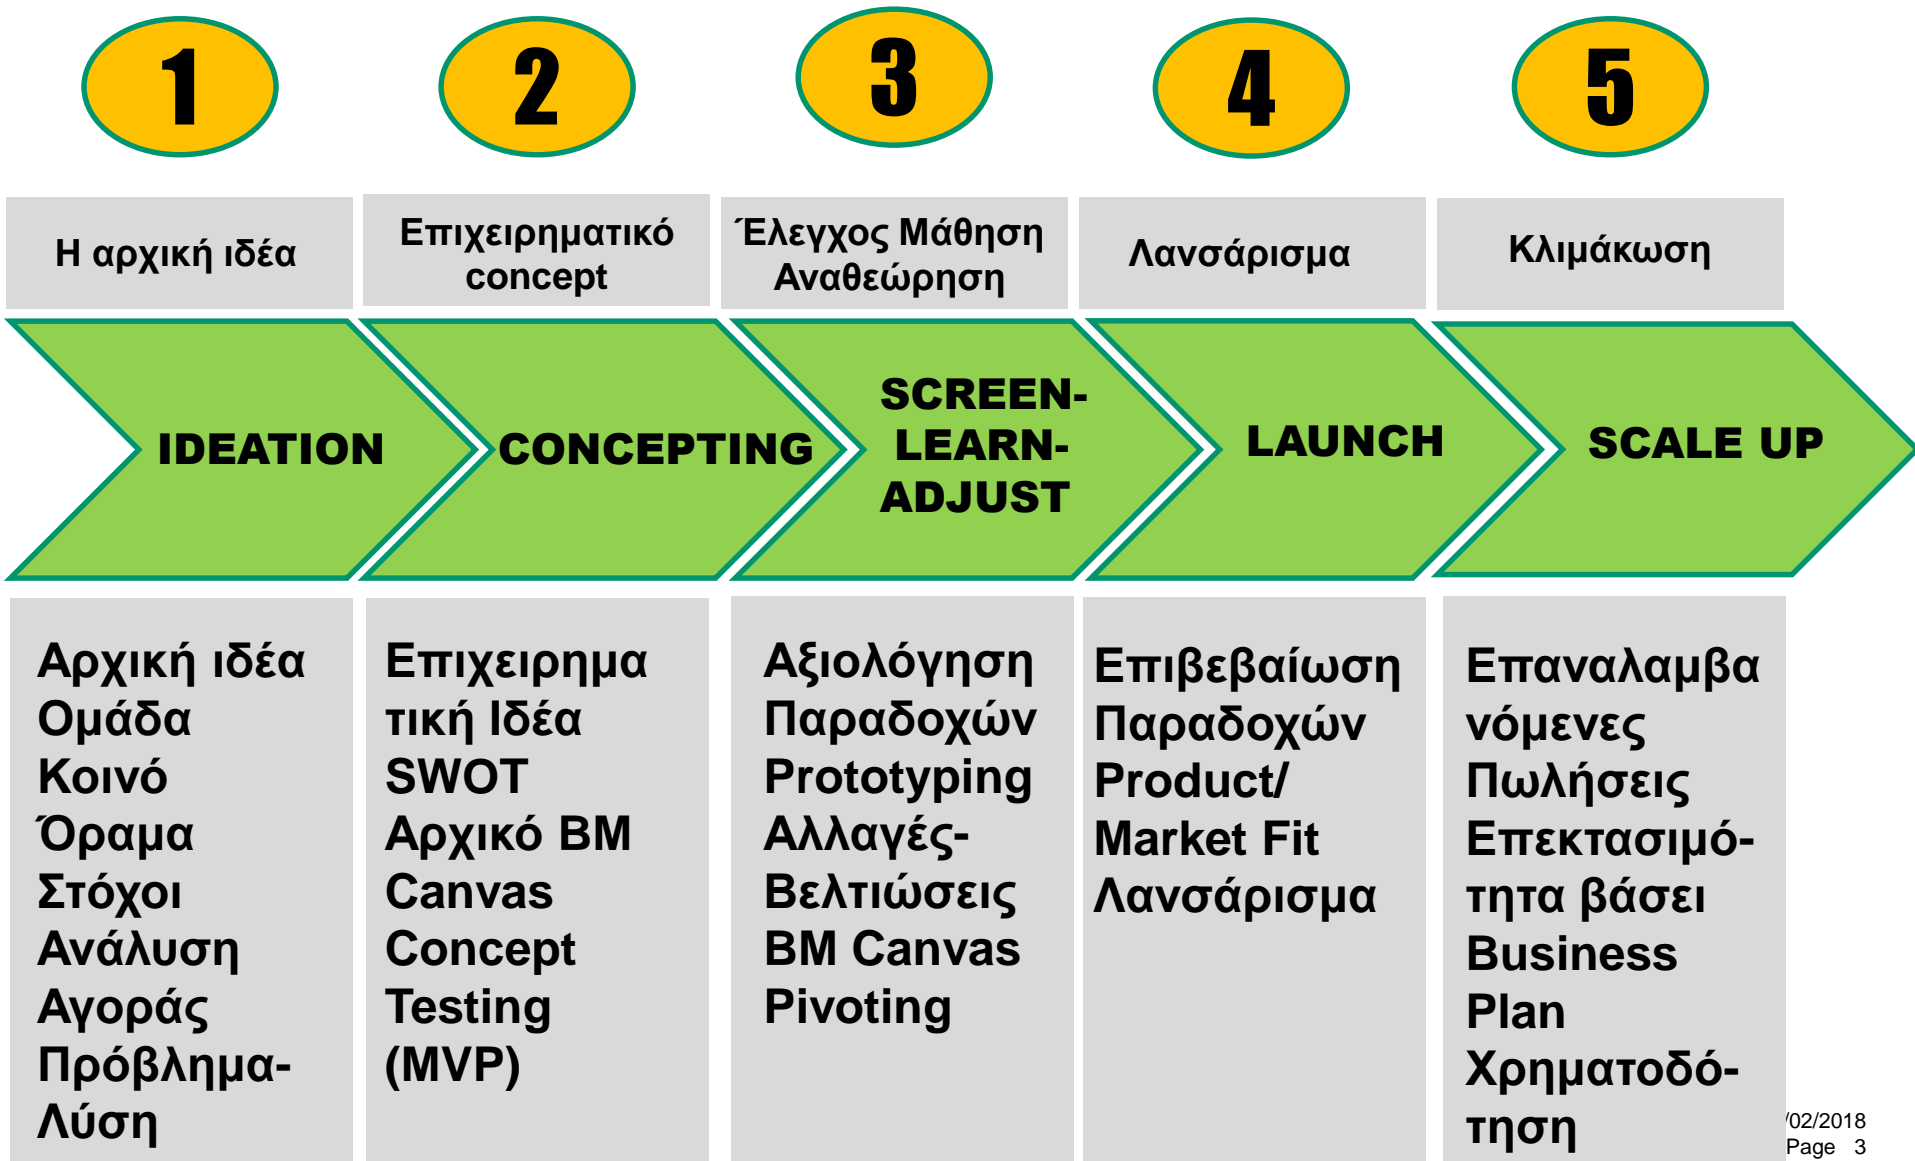 1
2
3
4
5
Η αρχική ιδέα
Επιχειρηματικό
concept
Έλεγχος Μάθηση
Αναθεώρηση
Λανσάρισμα
Κλιμάκωση
IDEATION
CONCEPTING
SCREEN-
LEARN-
ADJUST
LAUNCH
SCALE UP
Αρχική ιδέα
Ομάδα
Κοινό
Όραμα
Στόχοι
Ανάλυση
Αγοράς
Πρόβλημα-
Λύση
Επιχειρημα
τική Ιδέα
SWOT
Αρχικό BM
Canvas
Concept
Testing
(MVP)
Αξιολόγηση
Παραδοχών
Prototyping
Αλλαγές-
Βελτιώσεις
BM Canvas
Pivoting
Επιβεβαίωση
Παραδοχών
Product/
Market Fit
Λανσάρισμα
Επαναλαμβα
νόμενες
Πωλήσεις
Επεκτασιμό-
τητα βάσει
Business
Plan
Χρηματοδό-
τηση
/02/2018
Page 3